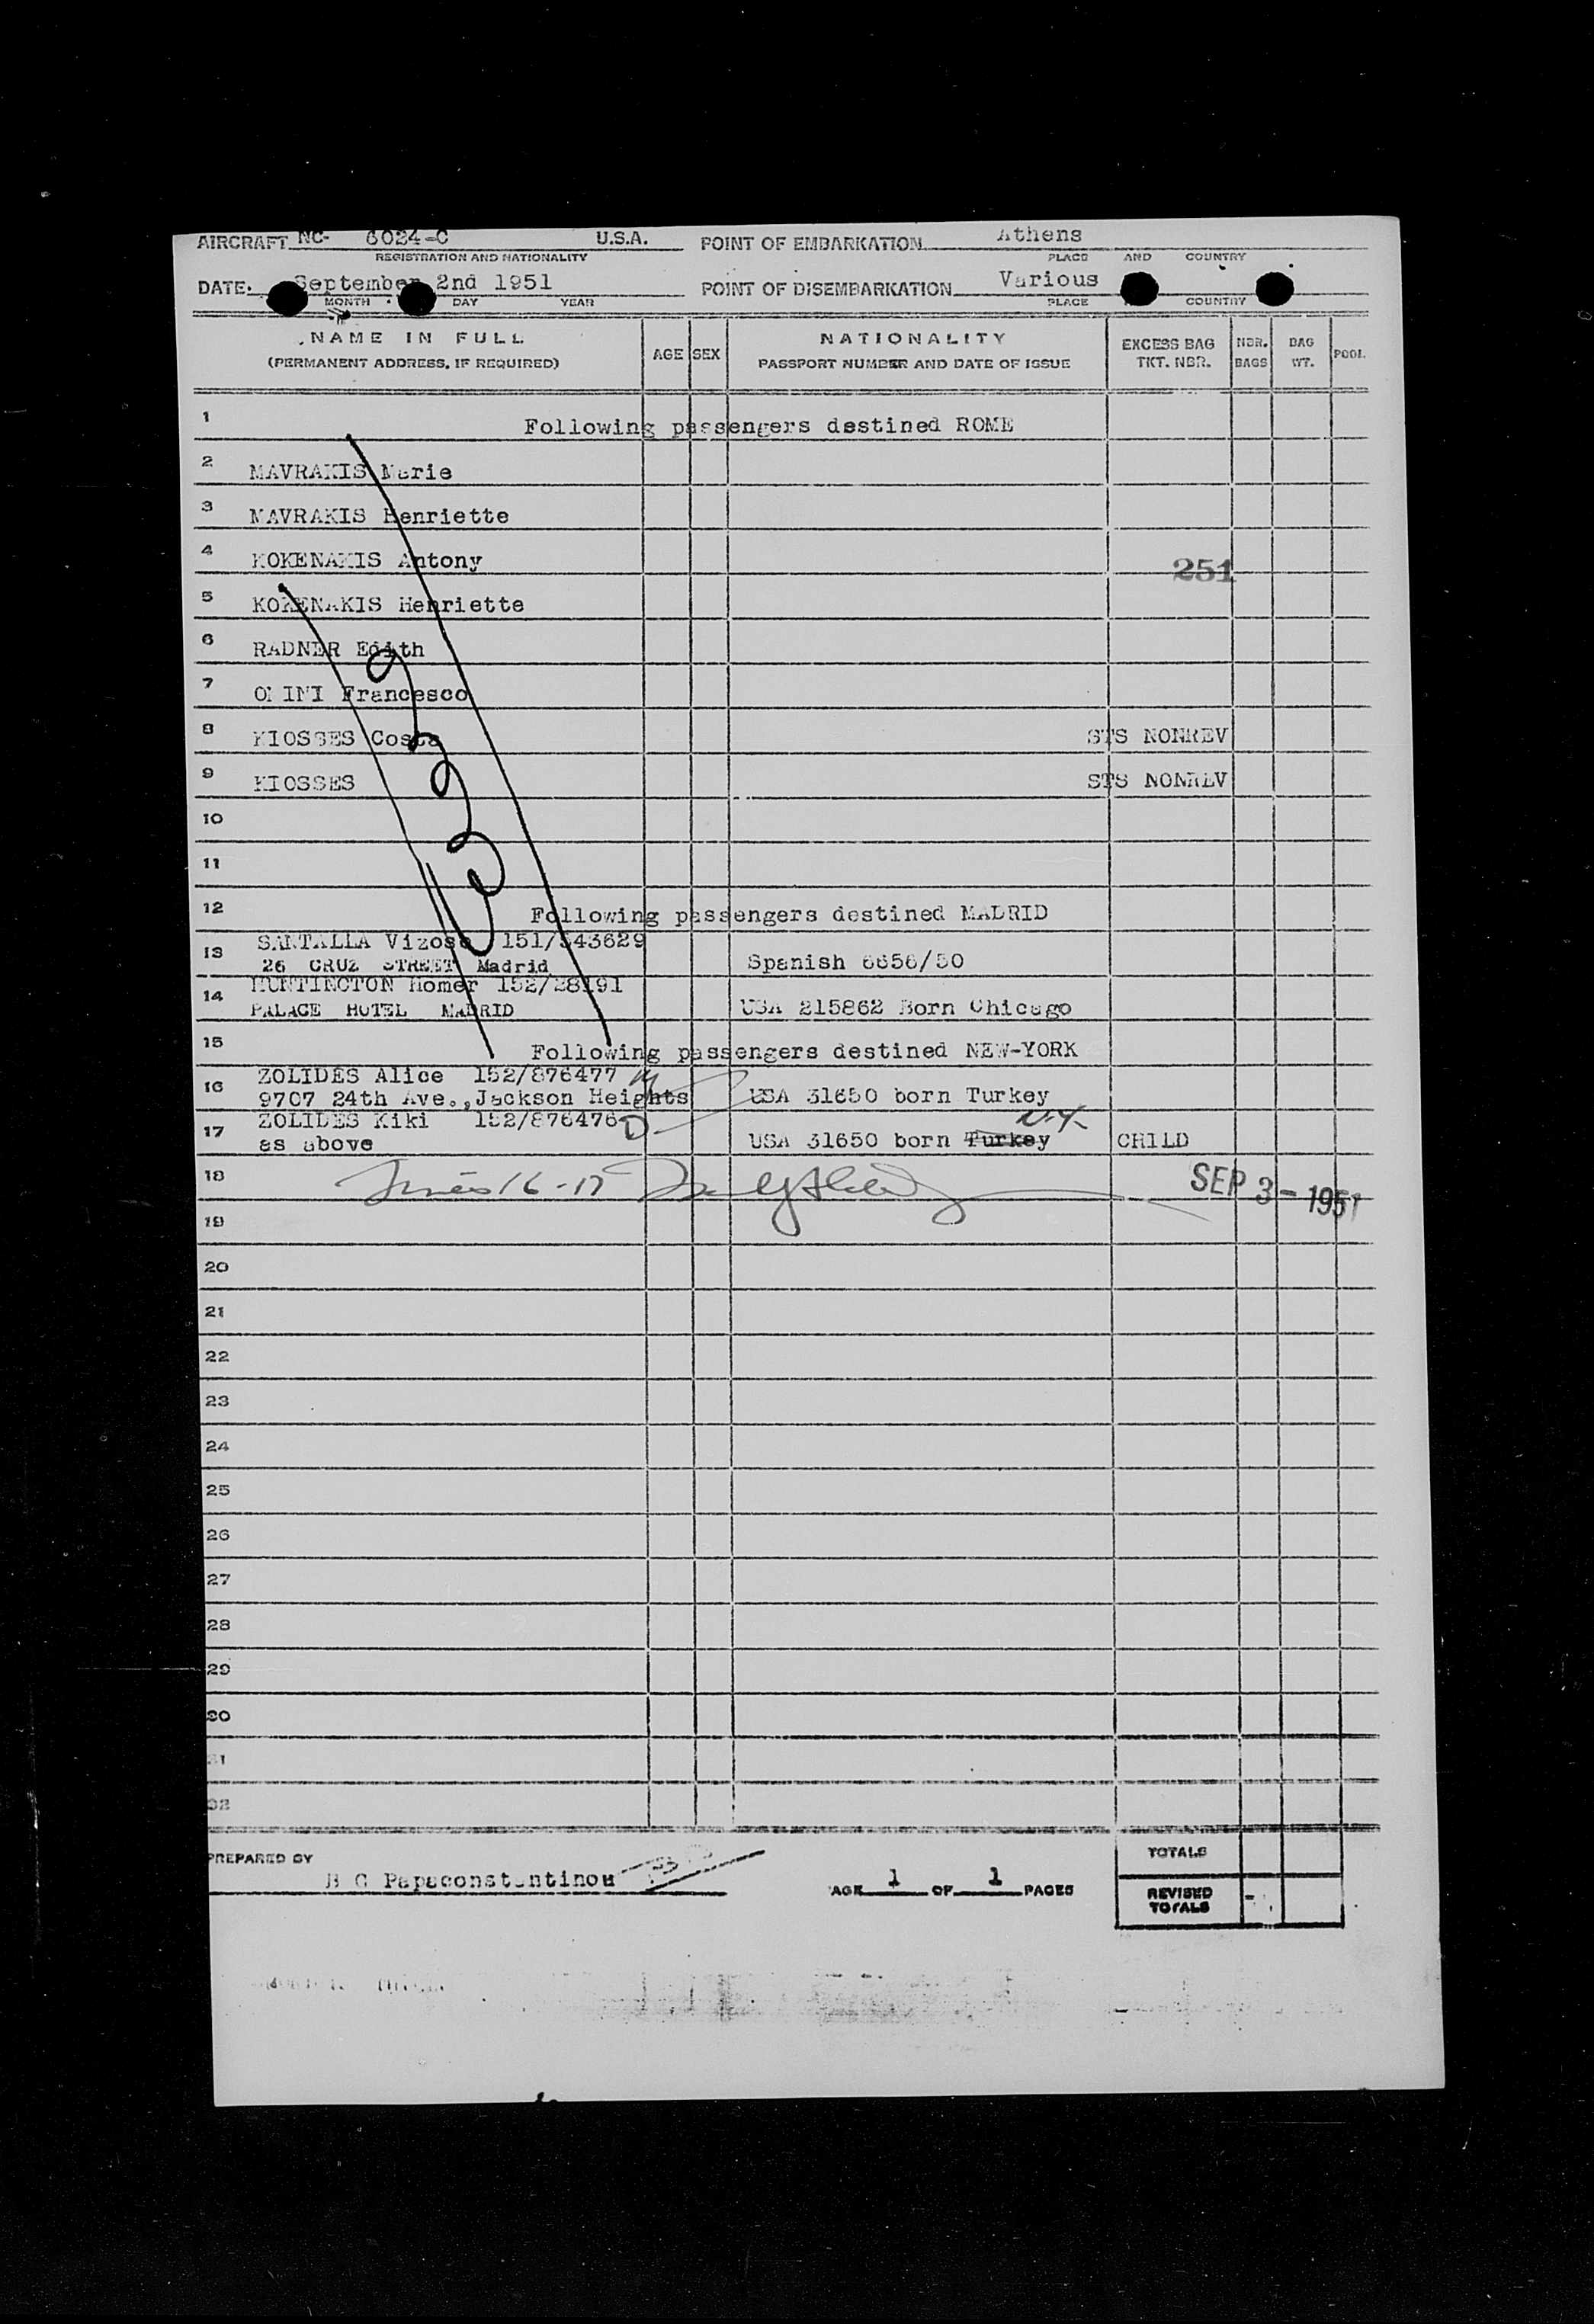 AIRCRAFT NC- 6024-C U.S.A. POINT OF EMBARKATION Athens
REGISTRATION AND NATIONALITY PLACE AND COUNTRY
DATE September 2nd 1951 POINT OF DISEMBARKATION Various
MONTH DAY YEAR PLACE COUNTRY
NAME IN FULL
(PERMANENT ADDRESS, IF REQUIRED)
AGE SEX
NATIONALITY
PASSPORT NUMBER AND DATE OF ISSUE
EXCESS BAG TKT. NBR.
NBR. BAGS
BAG WT.
POOL
1 Following passengers destined ROME
2 MAVRAKIS Marie
3 MAVRAKIS Henriette
4 KOKENAKIS Antony 251
5 KOKENAKIS Henriette
6 RADNER Edith
7 Francesco
8 KIOSSES Costa STS NONREV
9 KIOSSES STS NONREV
10
11
12 Following passengers destined MADRID
13 SANTALLA Vizoso 151/343629
26 CRUZ STREET Madrid Spanish 6656/50
14 HUNTINGTON Homer 152/28191
PALACE HOTEL MADRID USA 215862 Born Chicago
15 Following passengers destined NEW-YORK
16 ZOLIDES Alice 152/876477 M
9707 24th Ave., Jackson Heights USA 31650 born Turkey
17 ZOLIDES Kiki 152/876476 D N.Y.
as above USA 31650 born Turkey CHILD
18 Lines 16-17 SEP 3-1951
19
20
21
22
23
24
25
26
27
28
29
30
31
32
PREPARED BY
H C Papaconstantinou
PAGE 1 OF 1 PAGES
TOTALS
REVISED TOTALS